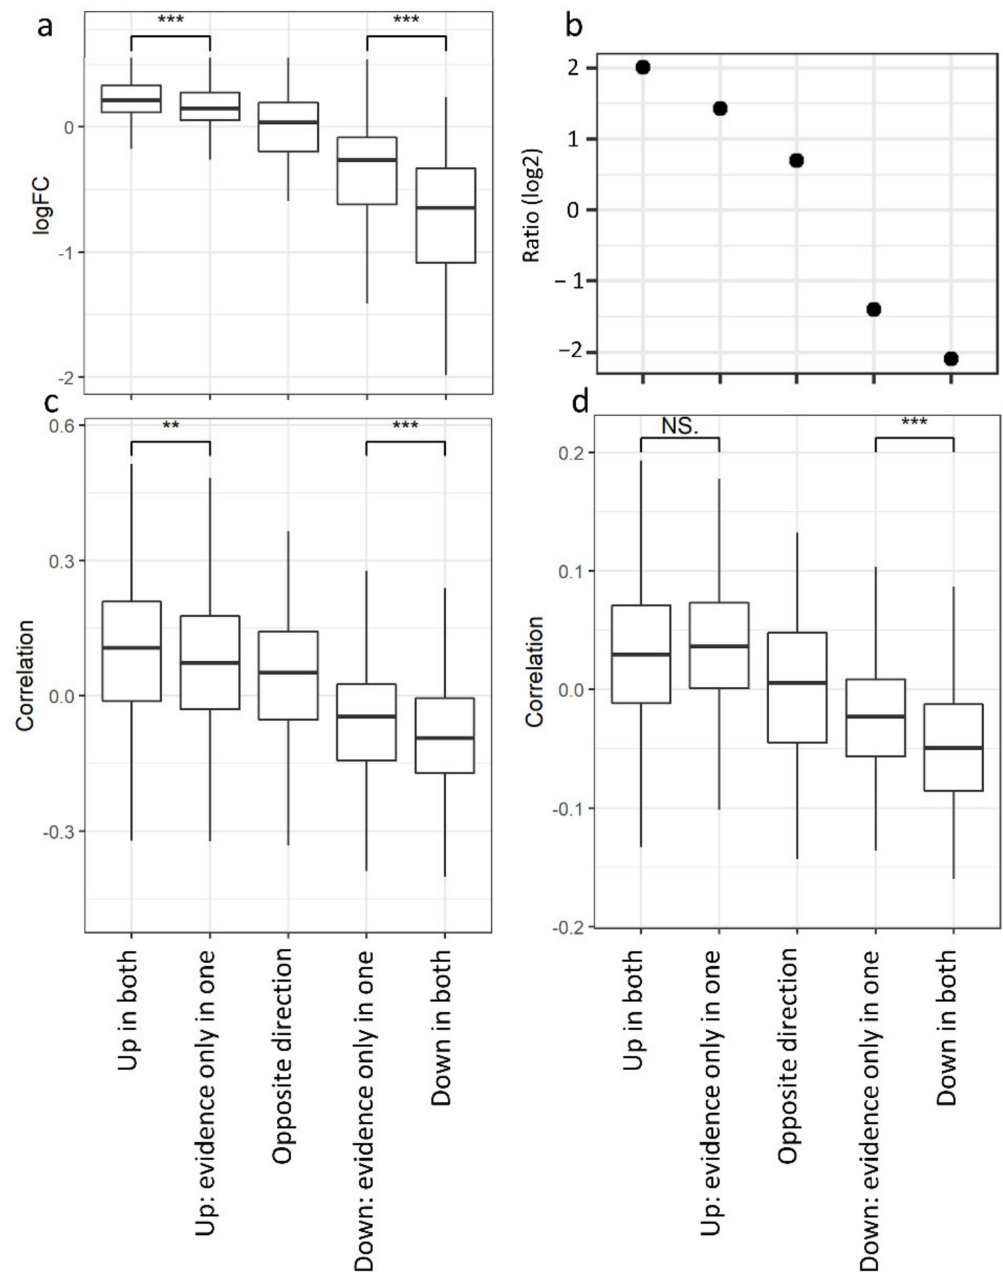 a
***
***
0
-1
-2
logFC
b
2
1
0
−1
−2
Ratio (log2)
c
**
***
0.6
0.3
0.0
-0.3
Correlation
d
NS.
***
0.2
0.1
0.0
-0.1
-0.2
Correlation
Up in both
Up: evidence only in one
Opposite direction
Down: evidence only in one
Down in both
Up in both
Up: evidence only in one
Opposite direction
Down: evidence only in one
Down in both